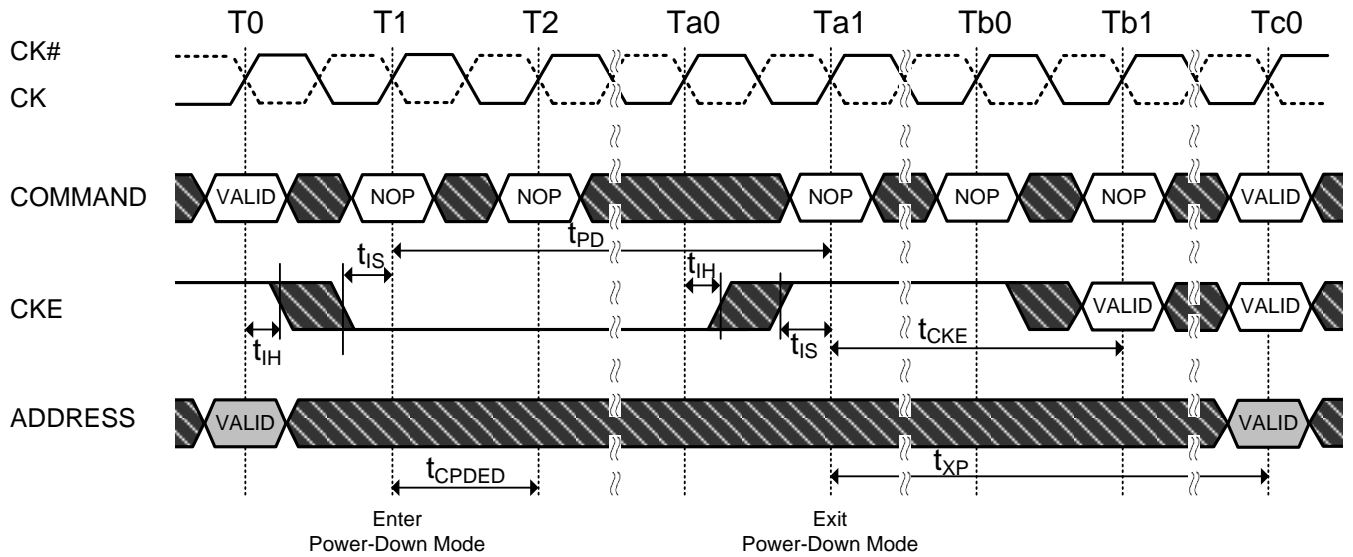 T0 T1 T2 Ta0 Ta1 Tb0 Tb1 Tc0
CK#
CK
COMMAND VALID NOP NOP NOP NOP NOP VALID
tPD
tIS tIH
CKE VALID VALID
tIH tIS tCKE
ADDRESS VALID VALID
tCPDED tXP
Enter
Power-Down Mode
Exit
Power-Down Mode